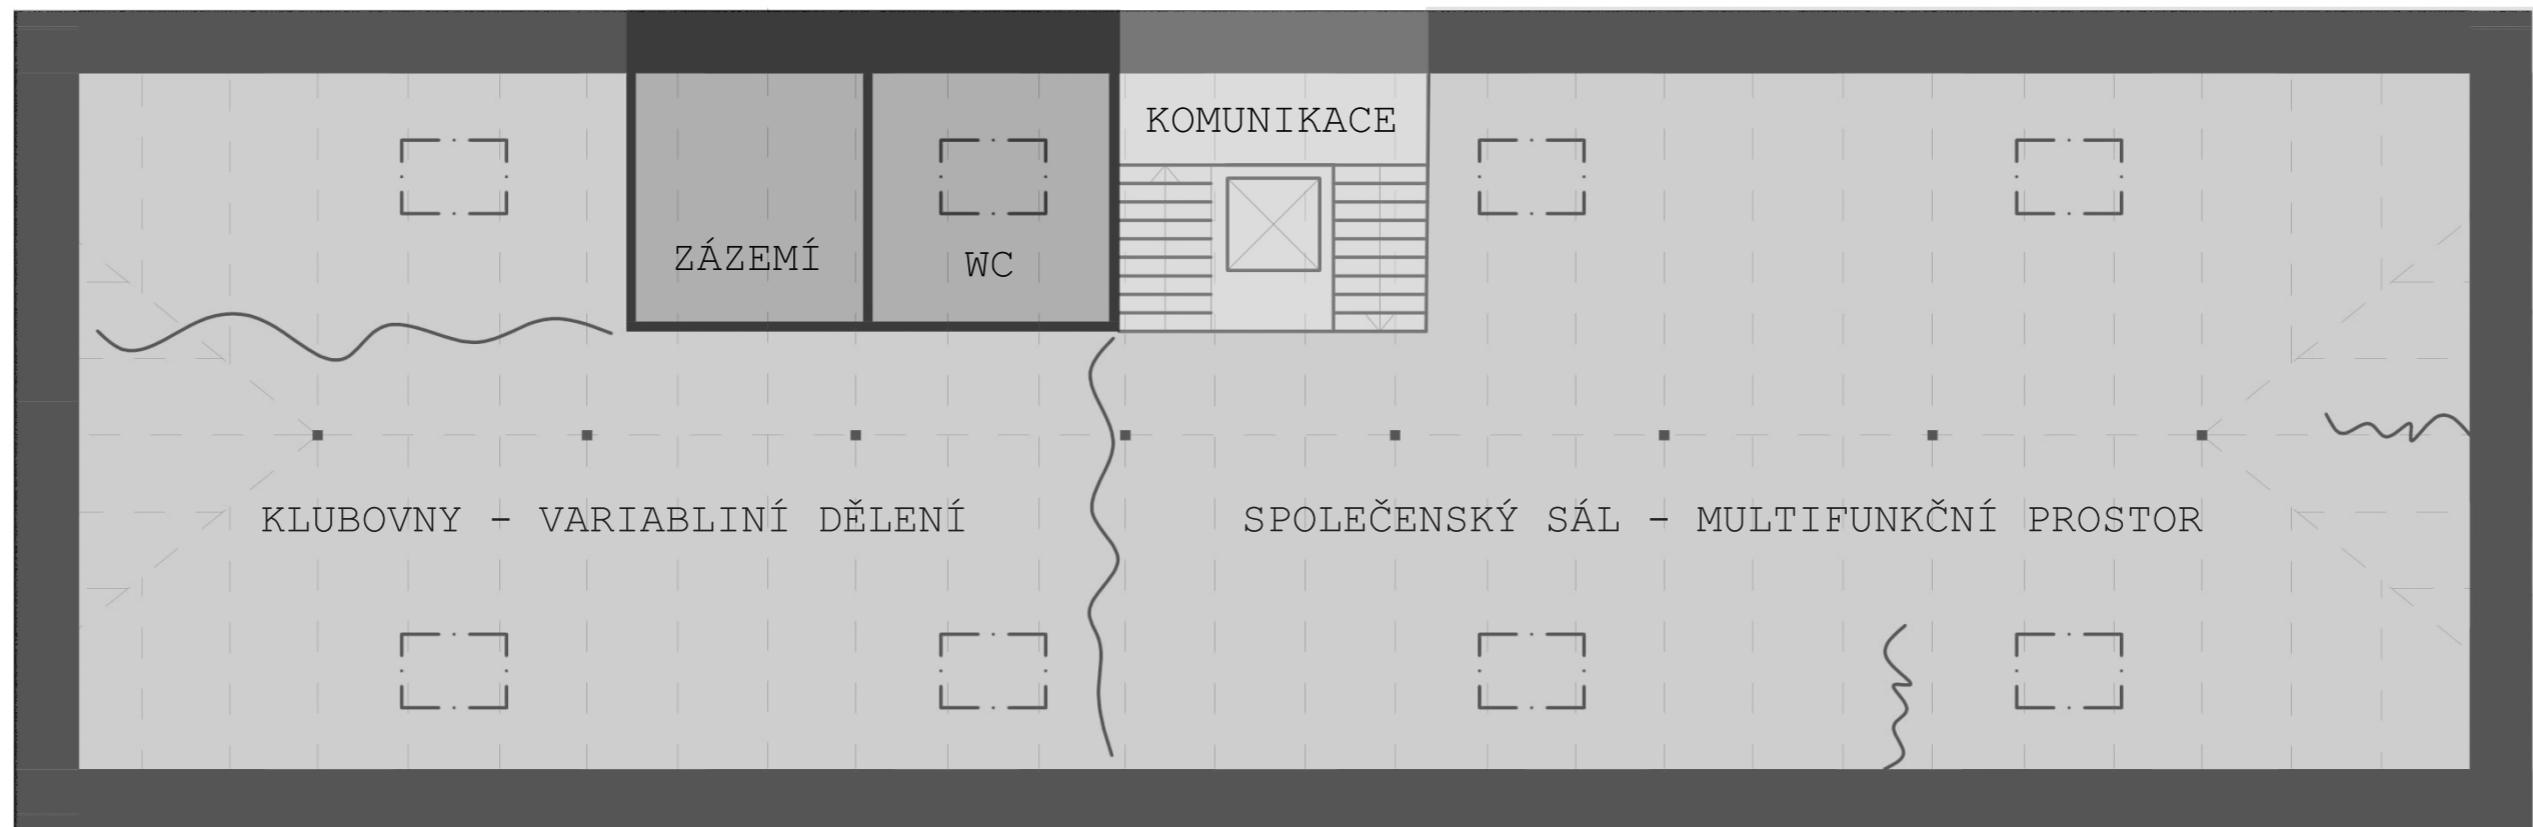 KOMUNIKACE
ZÁZEMÍ
WC
KLUBOVNY - VARIABLINÍ DĚLENÍ
SPOLEČENSKÝ SÁL - MULTIFUNKČNÍ PROSTOR